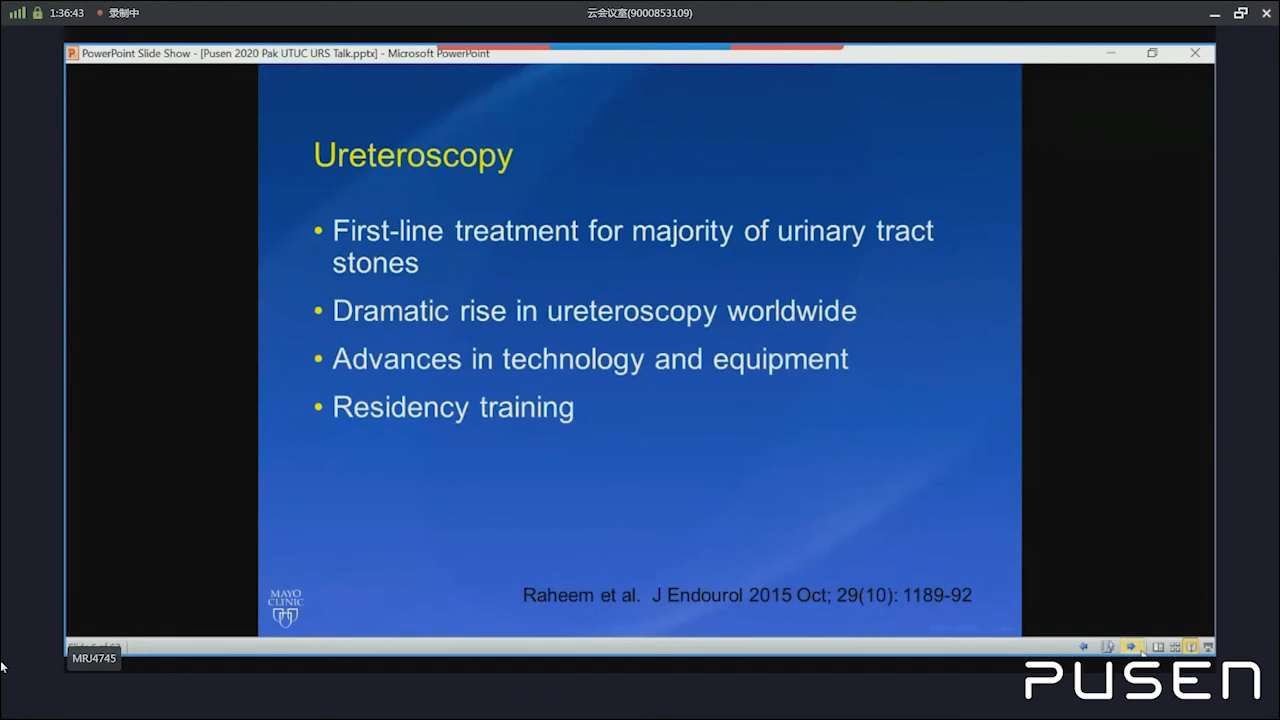 1:36:43 录制中 云会议室(9000853109)
PowerPoint Slide Show - [Pusen 2020 Pak UTUC URS Talk.pptx] - Microsoft PowerPoint
Ureteroscopy
• First-line treatment for majority of urinary tract
stones
• Dramatic rise in ureteroscopy worldwide
• Advances in technology and equipment
• Residency training
MAYO
CLINIC
Raheem et al. J Endourol 2015 Oct; 29(10): 1189-92
MRJ4745
PUSEN